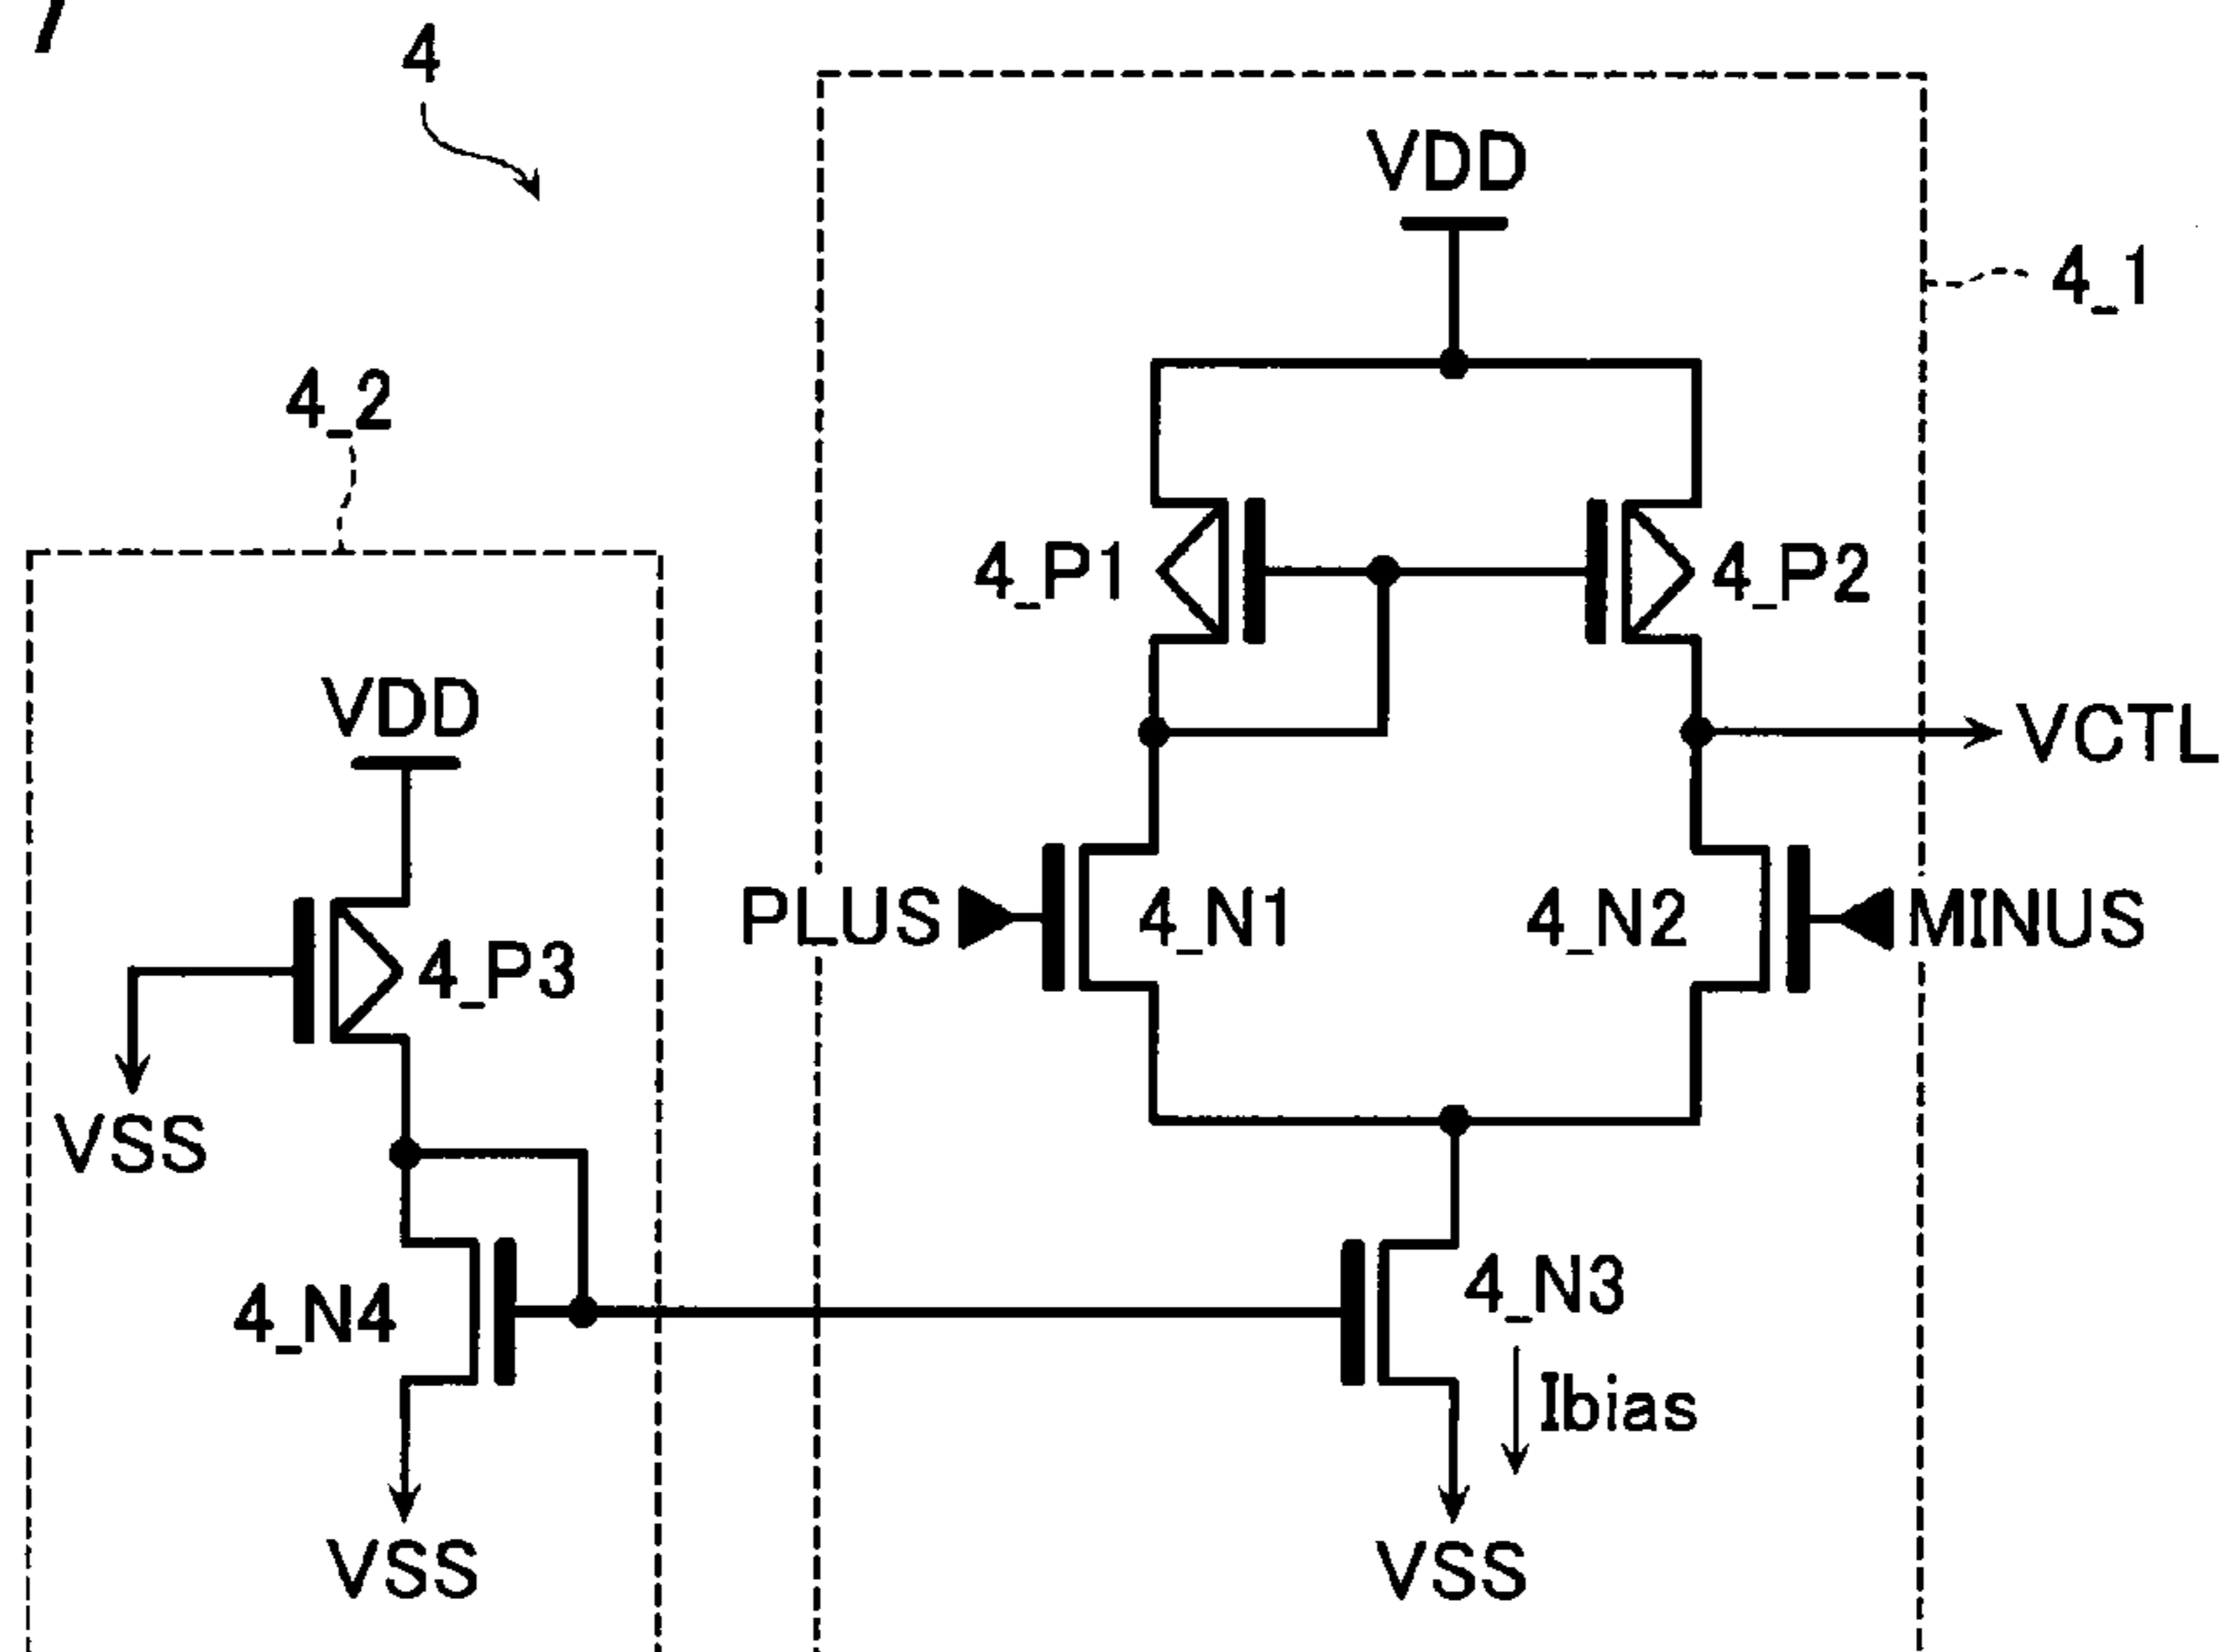 7
4
VDD
4_1
4_2
4_P1
4_P2
VDD
VCTL
4_P3
PLUS
4_N1
4_N2
MINUS
VSS
4_N4
4_N3
Ibias
VSS
VSS